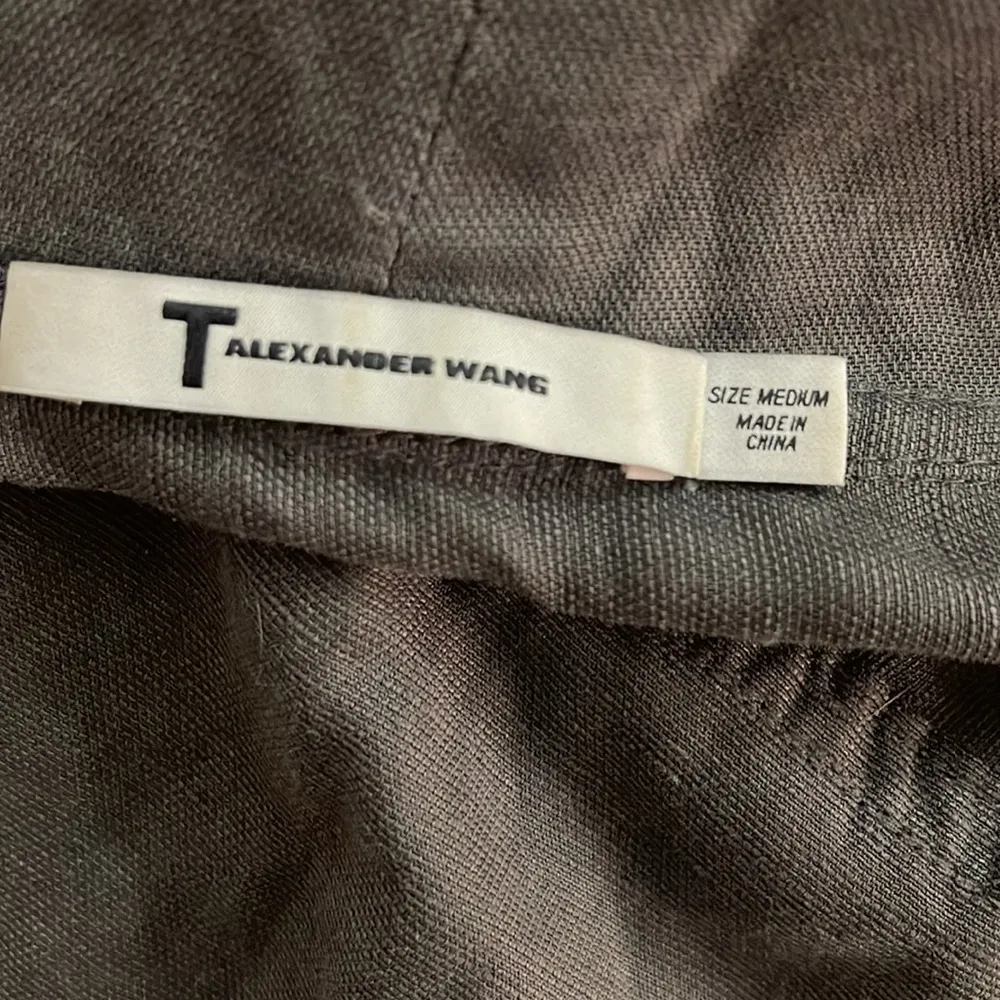 T ALEXANDER WANG
SIZE MEDIUM
MADE IN
CHINA